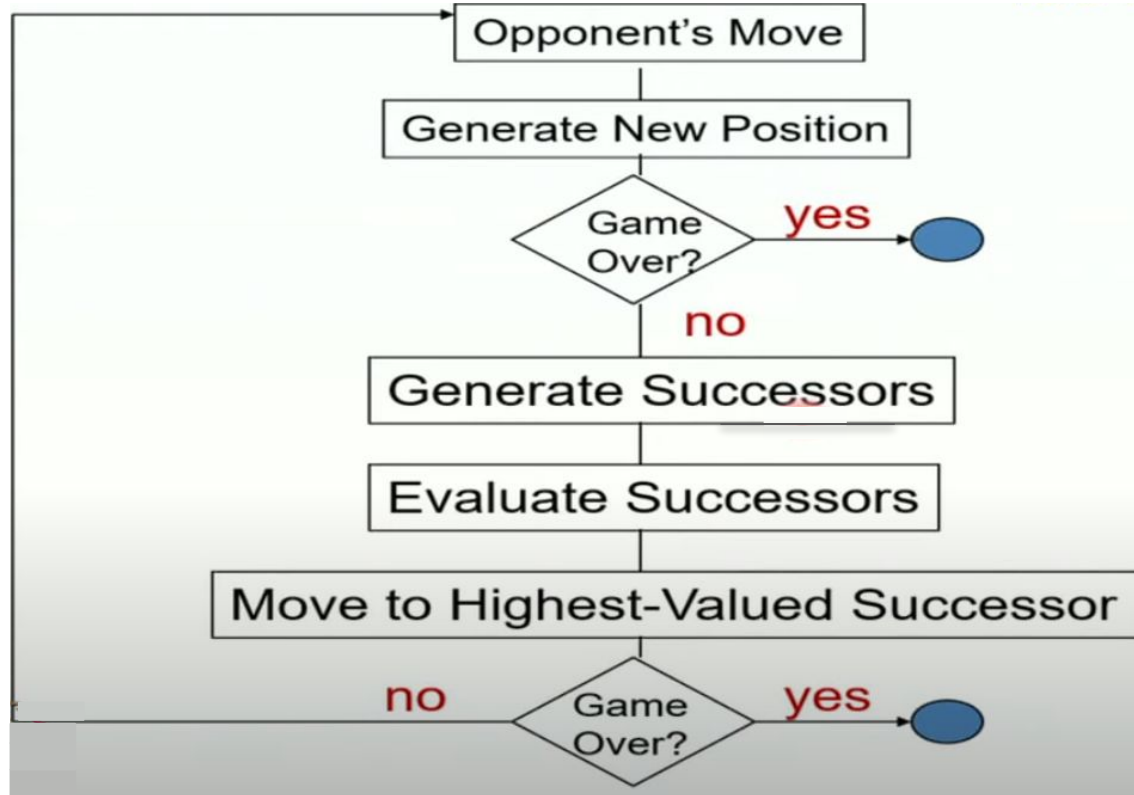 Opponent's Move
Generate New Position
Game
Over?
yes
no
Generate Successors
Evaluate Successors
Move to Highest-Valued Successor
no
Game
Over?
yes